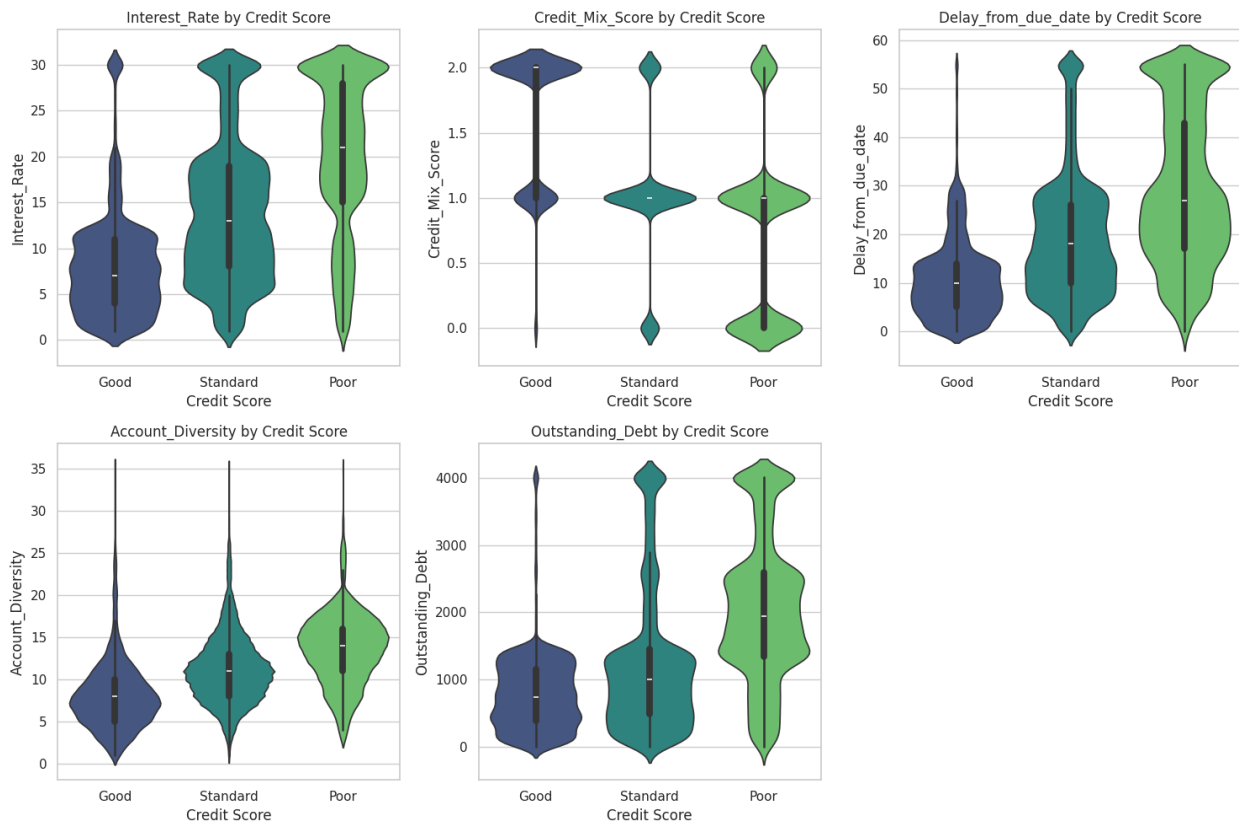 Interest_Rate by Credit Score
Interest_Rate
30
25
20
15
10
5
0
Good Standard Poor
Credit Score
Credit_Mix_Score by Credit Score
Credit_Mix_Score
2.0
1.5
1.0
0.5
0.0
Good Standard Poor
Credit Score
Delay_from_due_date by Credit Score
Delay_from_due_date
60
50
40
30
20
10
0
Good Standard Poor
Credit Score
Account_Diversity by Credit Score
Account_Diversity
35
30
25
20
15
10
5
0
Good Standard Poor
Credit Score
Outstanding_Debt by Credit Score
Outstanding_Debt
4000
3000
2000
1000
0
Good Standard Poor
Credit Score